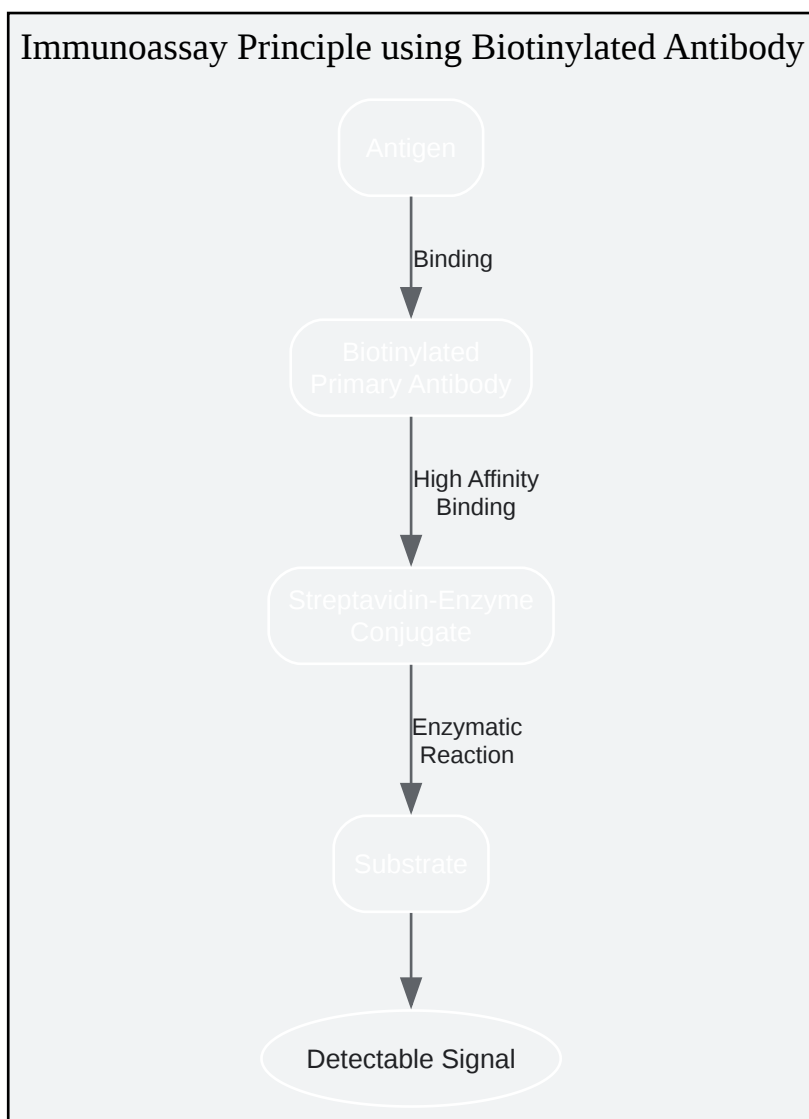 Immunoassay Principle using Biotinylated Antibody
Antigen
Binding
Biotinylated
Primary Antibody
High Affinity
Binding
Streptavidin-Enzyme
Conjugate
Enzymatic
Reaction
Substrate
Detectable Signal